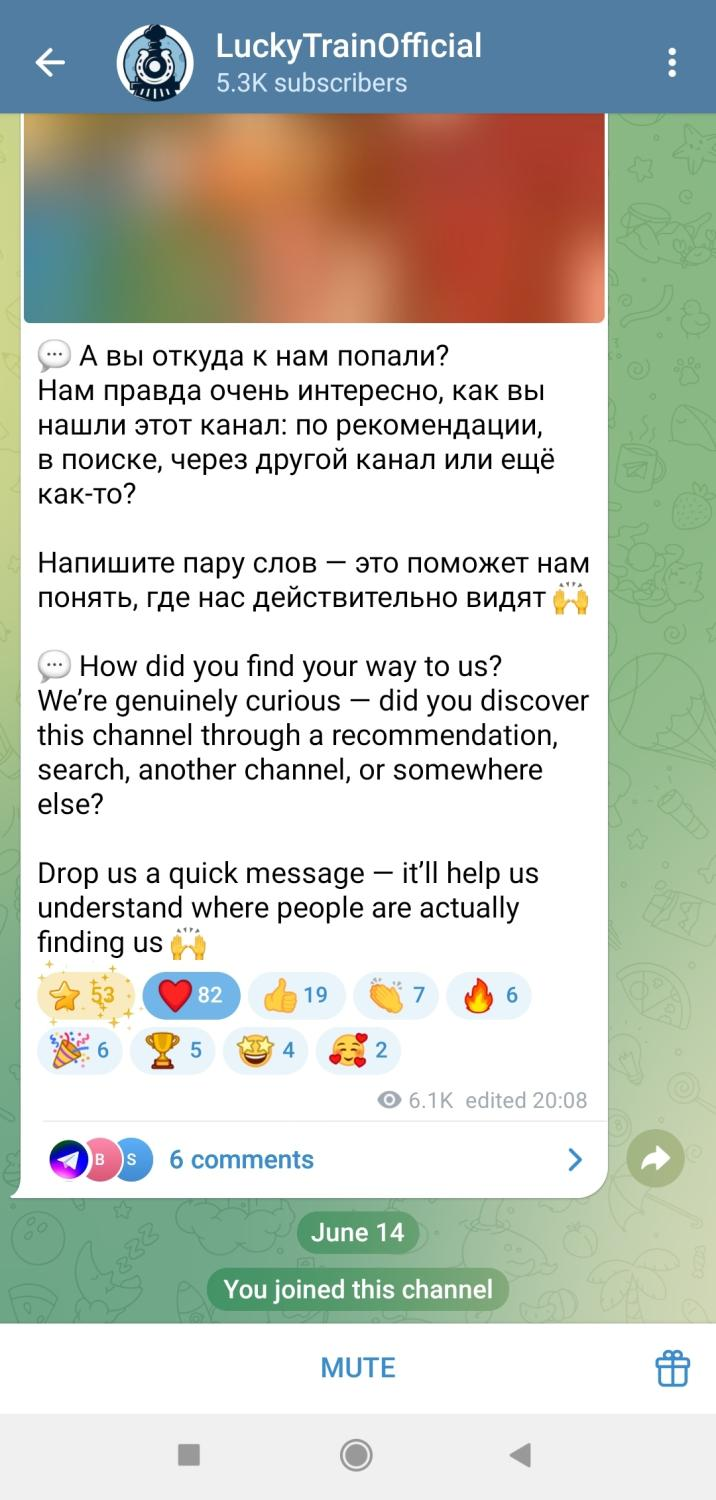 LuckyTrainOfficial
5.3K subscribers
💬 А вы откуда к нам попали?
Нам правда очень интересно, как вы
нашли этот канал: по рекомендации,
в поиске, через другой канал или ещё
как-то?
Напишите пару слов — это поможет нам
понять, где нас действительно видят 🙌
💬 How did you find your way to us?
We’re genuinely curious — did you discover
this channel through a recommendation,
search, another channel, or somewhere
else?
Drop us a quick message — it’ll help us
understand where people are actually
finding us 🙌
⭐ 53 ❤️ 82 👍 19 👏 7 🔥 6
🎉 6 🏆 5 🤩 4 🥰 2
6.1K edited 20:08
B S 6 comments
June 14
You joined this channel
MUTE